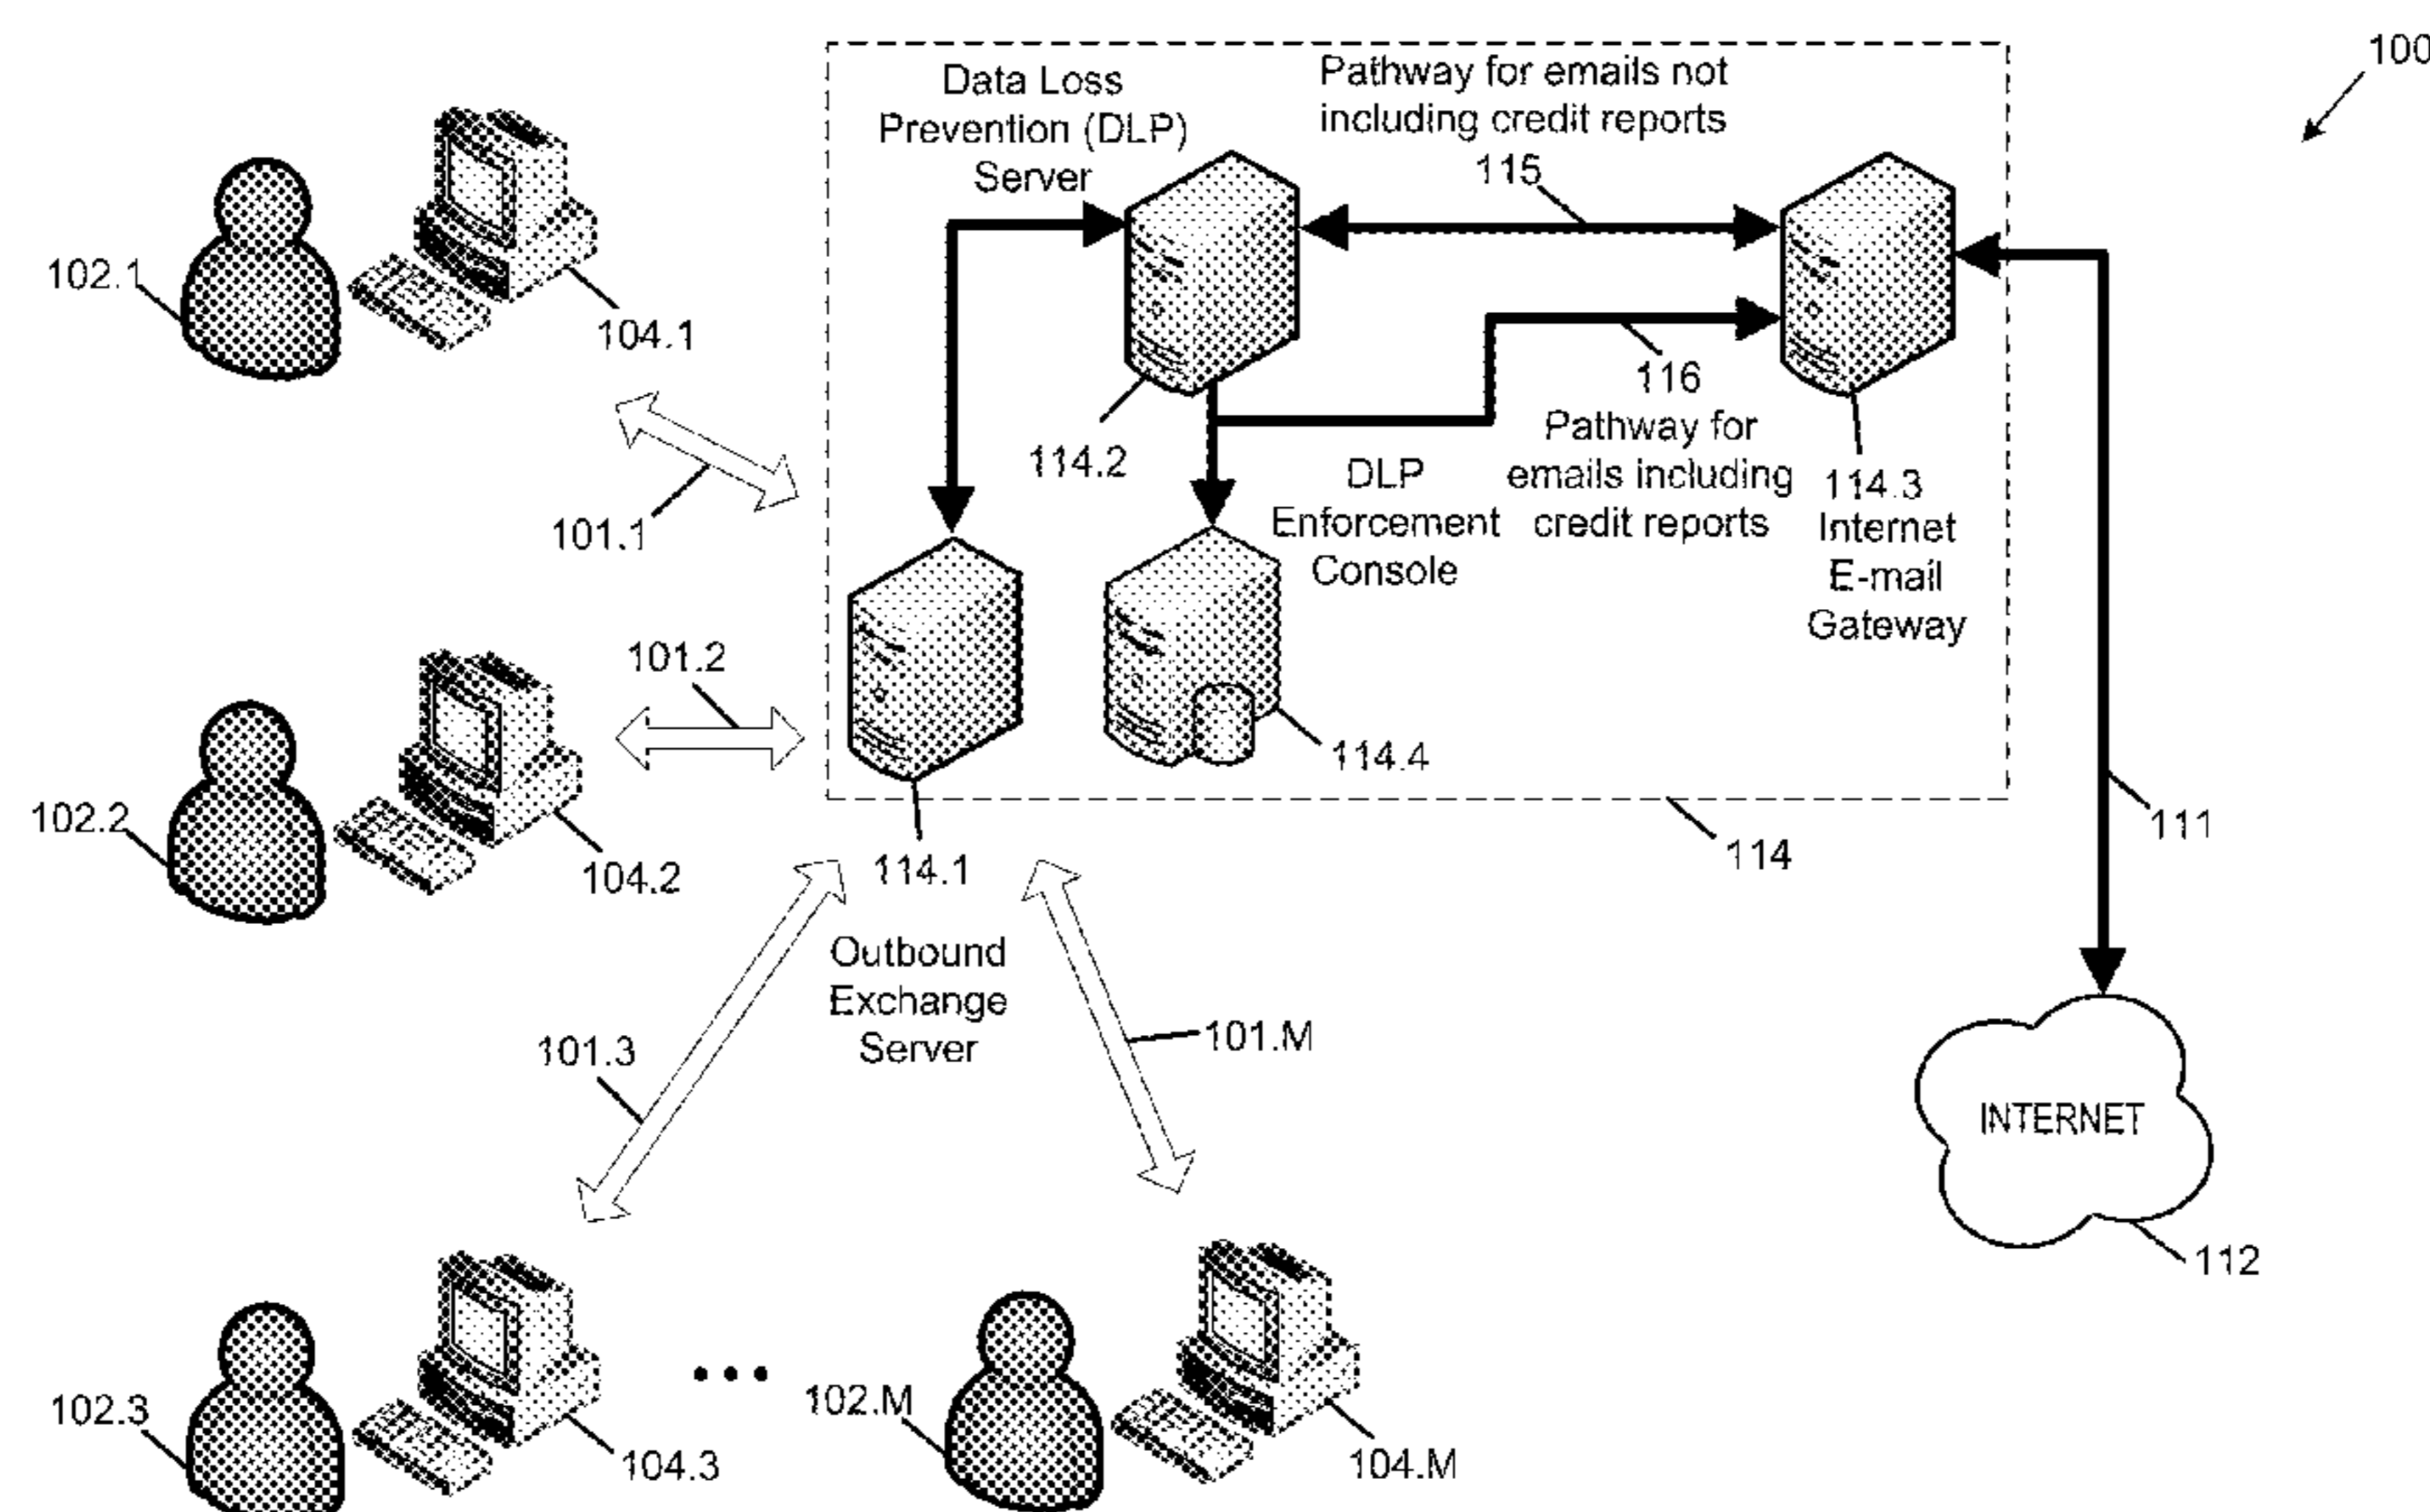 100
Data Loss
Prevention (DLP)
Server
Pathway for emails not
including credit reports
115
102.1
104.1
116
Pathway for
emails including
credit reports
114.2
DLP
Enforcement
Console
114.3
Internet
E-mail
Gateway
101.1
101.2
114.4
102.2
104.2
114.1
114
111
Outbound
Exchange
Server
101.3
101.M
INTERNET
112
102.3
104.3
...
102.M
104.M